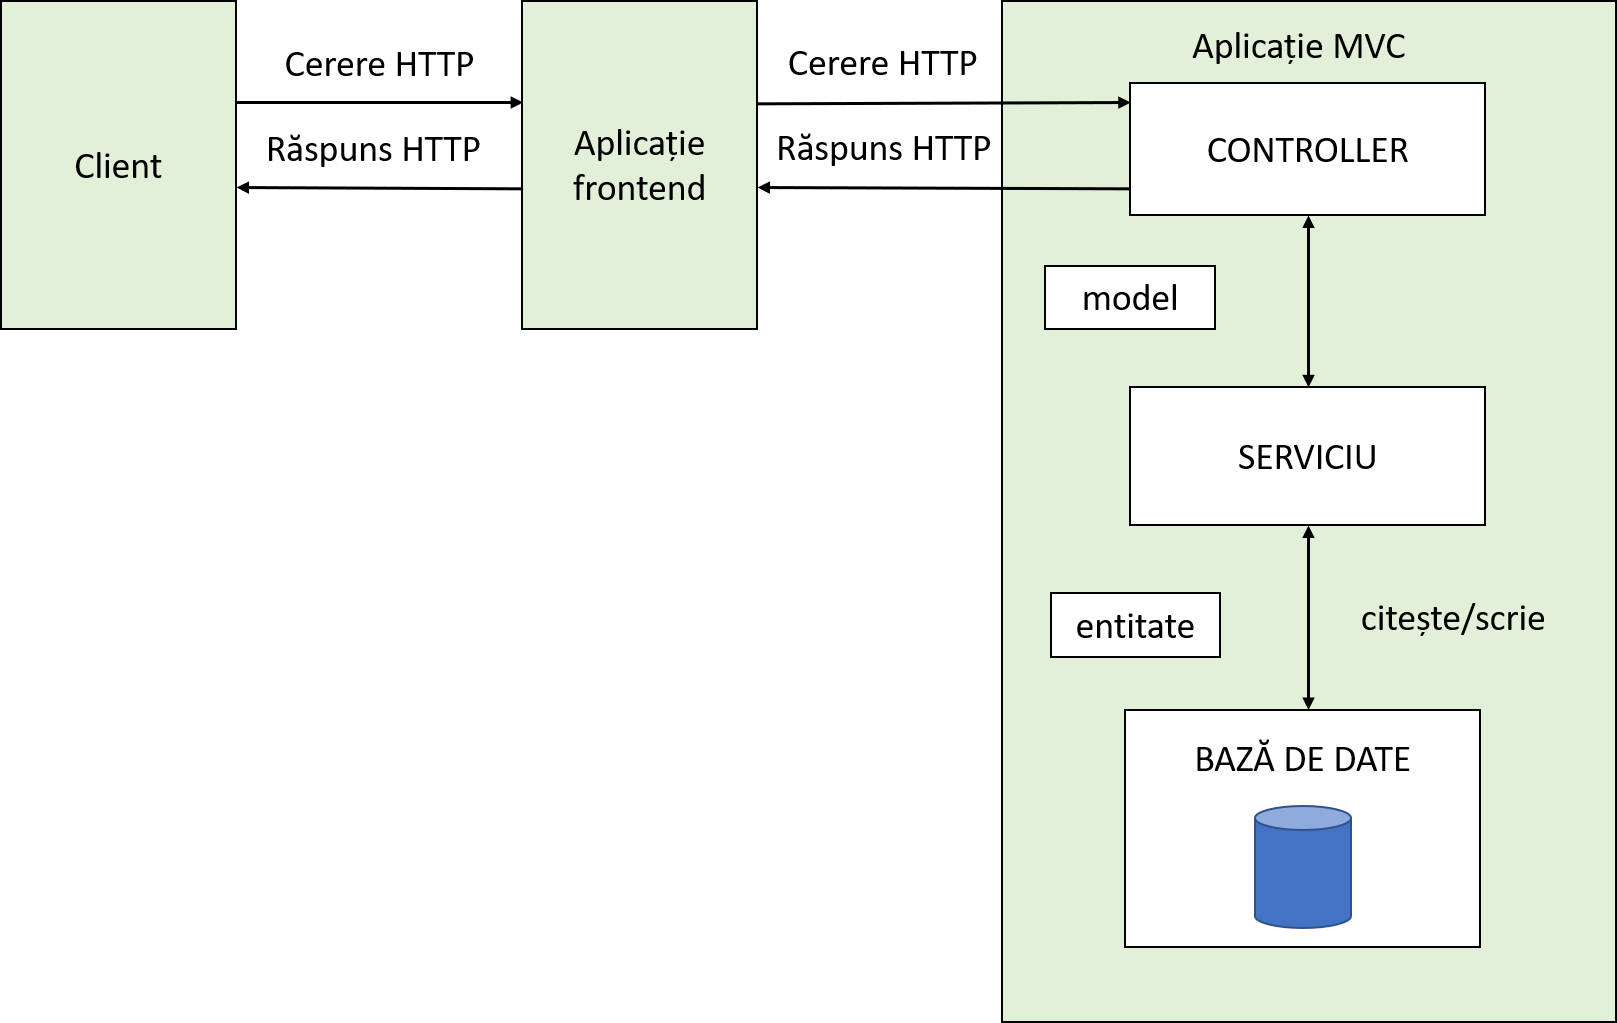 Client
Cerere HTTP
Răspuns HTTP
Aplicație
frontend
Cerere HTTP
Răspuns HTTP
Aplicație MVC
CONTROLLER
model
SERVICIU
entitate
citește/scrie
BAZĂ DE DATE